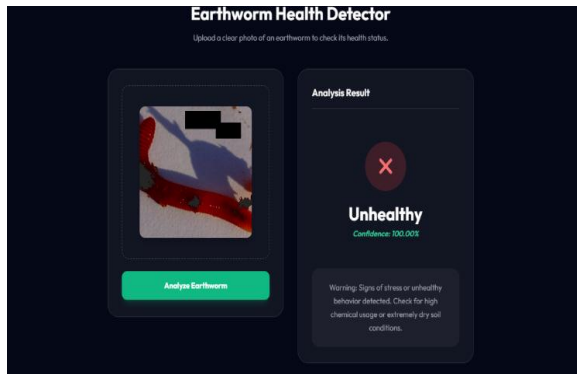 Earthworm Health Detector
Upload a clear photo of an earthworm to check its health status.
Analyze Earthworm
Analysis Result
Unhealthy
Confidence: 100.00%
Warning: Signs of stress or unhealthy
behavior detected. Check for high
chemical usage or extremely dry soil
conditions.